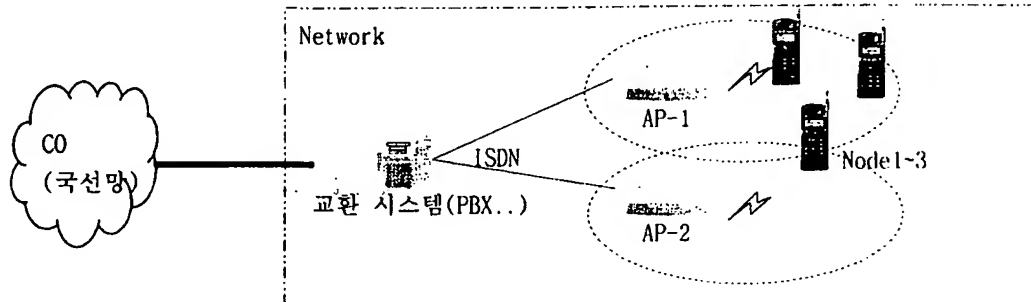 Network
CO
(국선망)
교환 시스템(PBX..)
ISDN
AP-1
Node1~3
AP-2